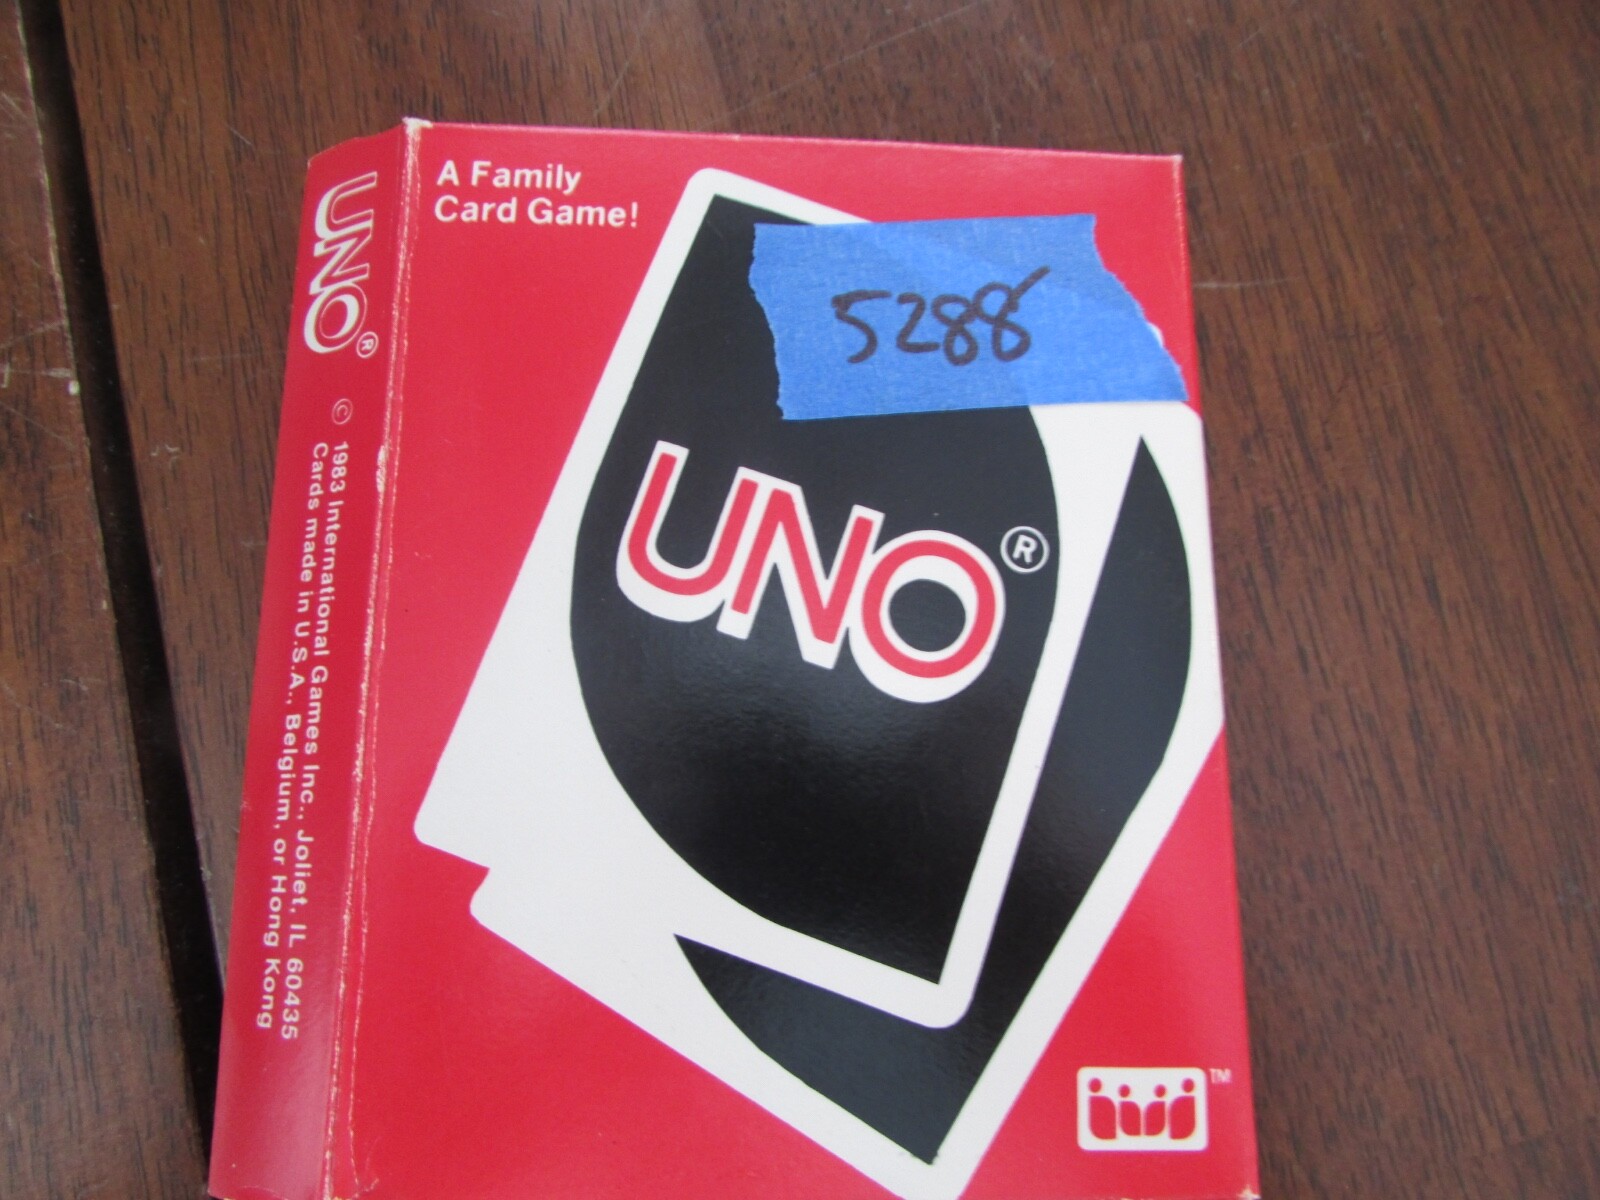 A Family
Card Game!
5288
UNO®
TM
UNO®
© 1983 International Games Inc., Joliet, IL 60435
Cards made in U.S.A., Belgium, or Hong Kong